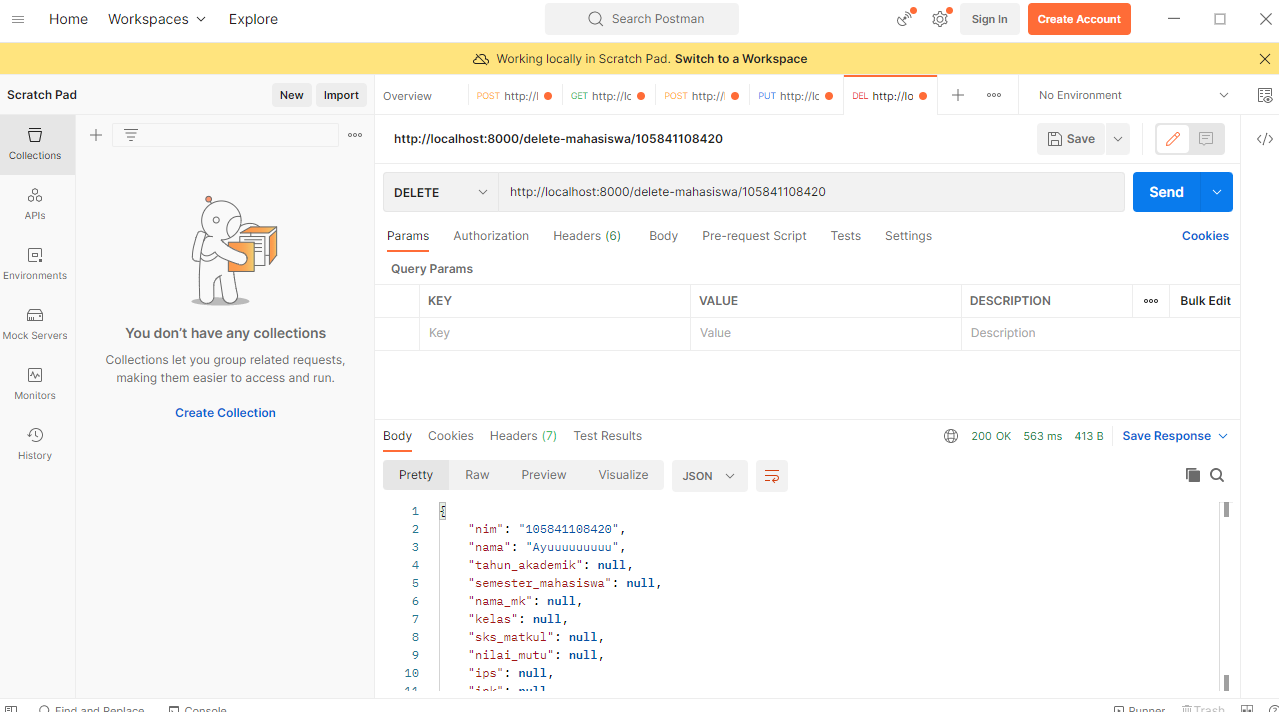 Home Workspaces Explore Search Postman Sign In Create Account
Working locally in Scratch Pad. Switch to a Workspace
Scratch Pad New Import Overview POST http://l GET http://lo POST http:// PUT http://lo DEL http://lo No Environment
Collections
APIs
Environments
Mock Servers
Monitors
History
You don't have any collections
Collections let you group related requests,
making them easier to access and run.
Create Collection
http://localhost:8000/delete-mahasiswa/105841108420 Save
DELETE http://localhost:8000/delete-mahasiswa/105841108420 Send
Params Authorization Headers (6) Body Pre-request Script Tests Settings Cookies
Query Params
KEY VALUE DESCRIPTION Bulk Edit
Key Value Description
Body Cookies Headers (7) Test Results 200 OK 563 ms 413 B Save Response
Pretty Raw Preview Visualize JSON
1 {
2 "nim": "105841108420",
3 "nama": "Ayuuuuuuuuu",
4 "tahun_akademik": null,
5 "semester_mahasiswa": null,
6 "nama_mk": null,
7 "kelas": null,
8 "sks_matkul": null,
9 "nilai_mutu": null,
10 "ips": null,
11 "ipk": null
Find and Replace Console Runner Trash